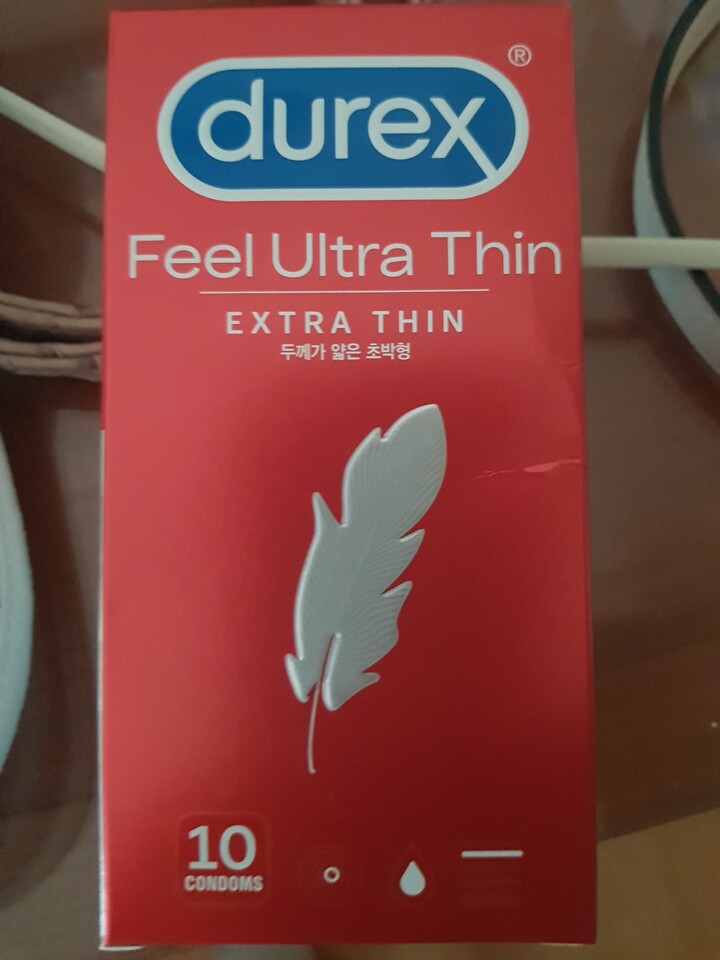 durex®
Feel Ultra Thin
EXTRA THIN
두께가 얇은 초박형
10
CONDOMS